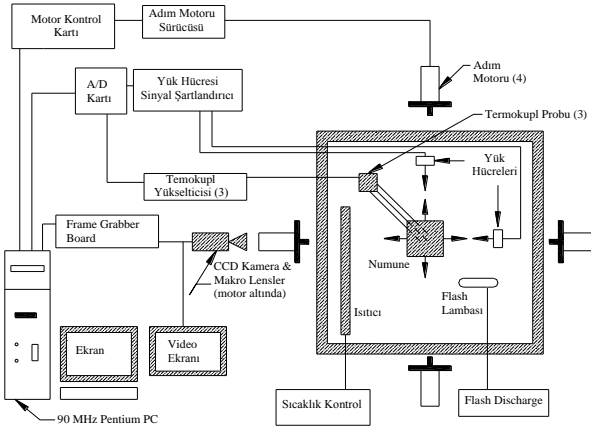 Motor Kontrol
Kartı
Adım Motoru
Sürücüsü
A/D
Kartı
Yük Hücresi
Sinyal Şartlandırıcı
Adım
Motoru (4)
Termokupl Probu (3)
Temokupl
Yükselticisi (3)
Yük
Hücreleri
Frame Grabber
Board
CCD Kamera &
Makro Lensler
(motor altında)
Numune
Isıtıcı
Flash
Lambası
Ekran
Video
Ekranı
Sıcaklık Kontrol
Flash Discharge
90 MHz Pentium PC